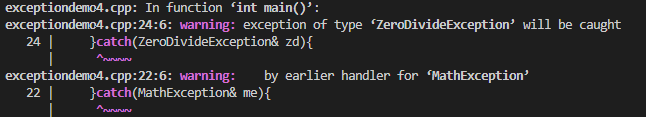 exceptiondemo4.cpp: In function ‘int main()’:
exceptiondemo4.cpp:24:6: warning: exception of type ‘ZeroDivideException’ will be caught
   24 |     }catch(ZeroDivideException& zd){
      |      ^~~~~
exceptiondemo4.cpp:22:6: warning:    by earlier handler for ‘MathException’
   22 |     }catch(MathException& me){
      |      ^~~~~